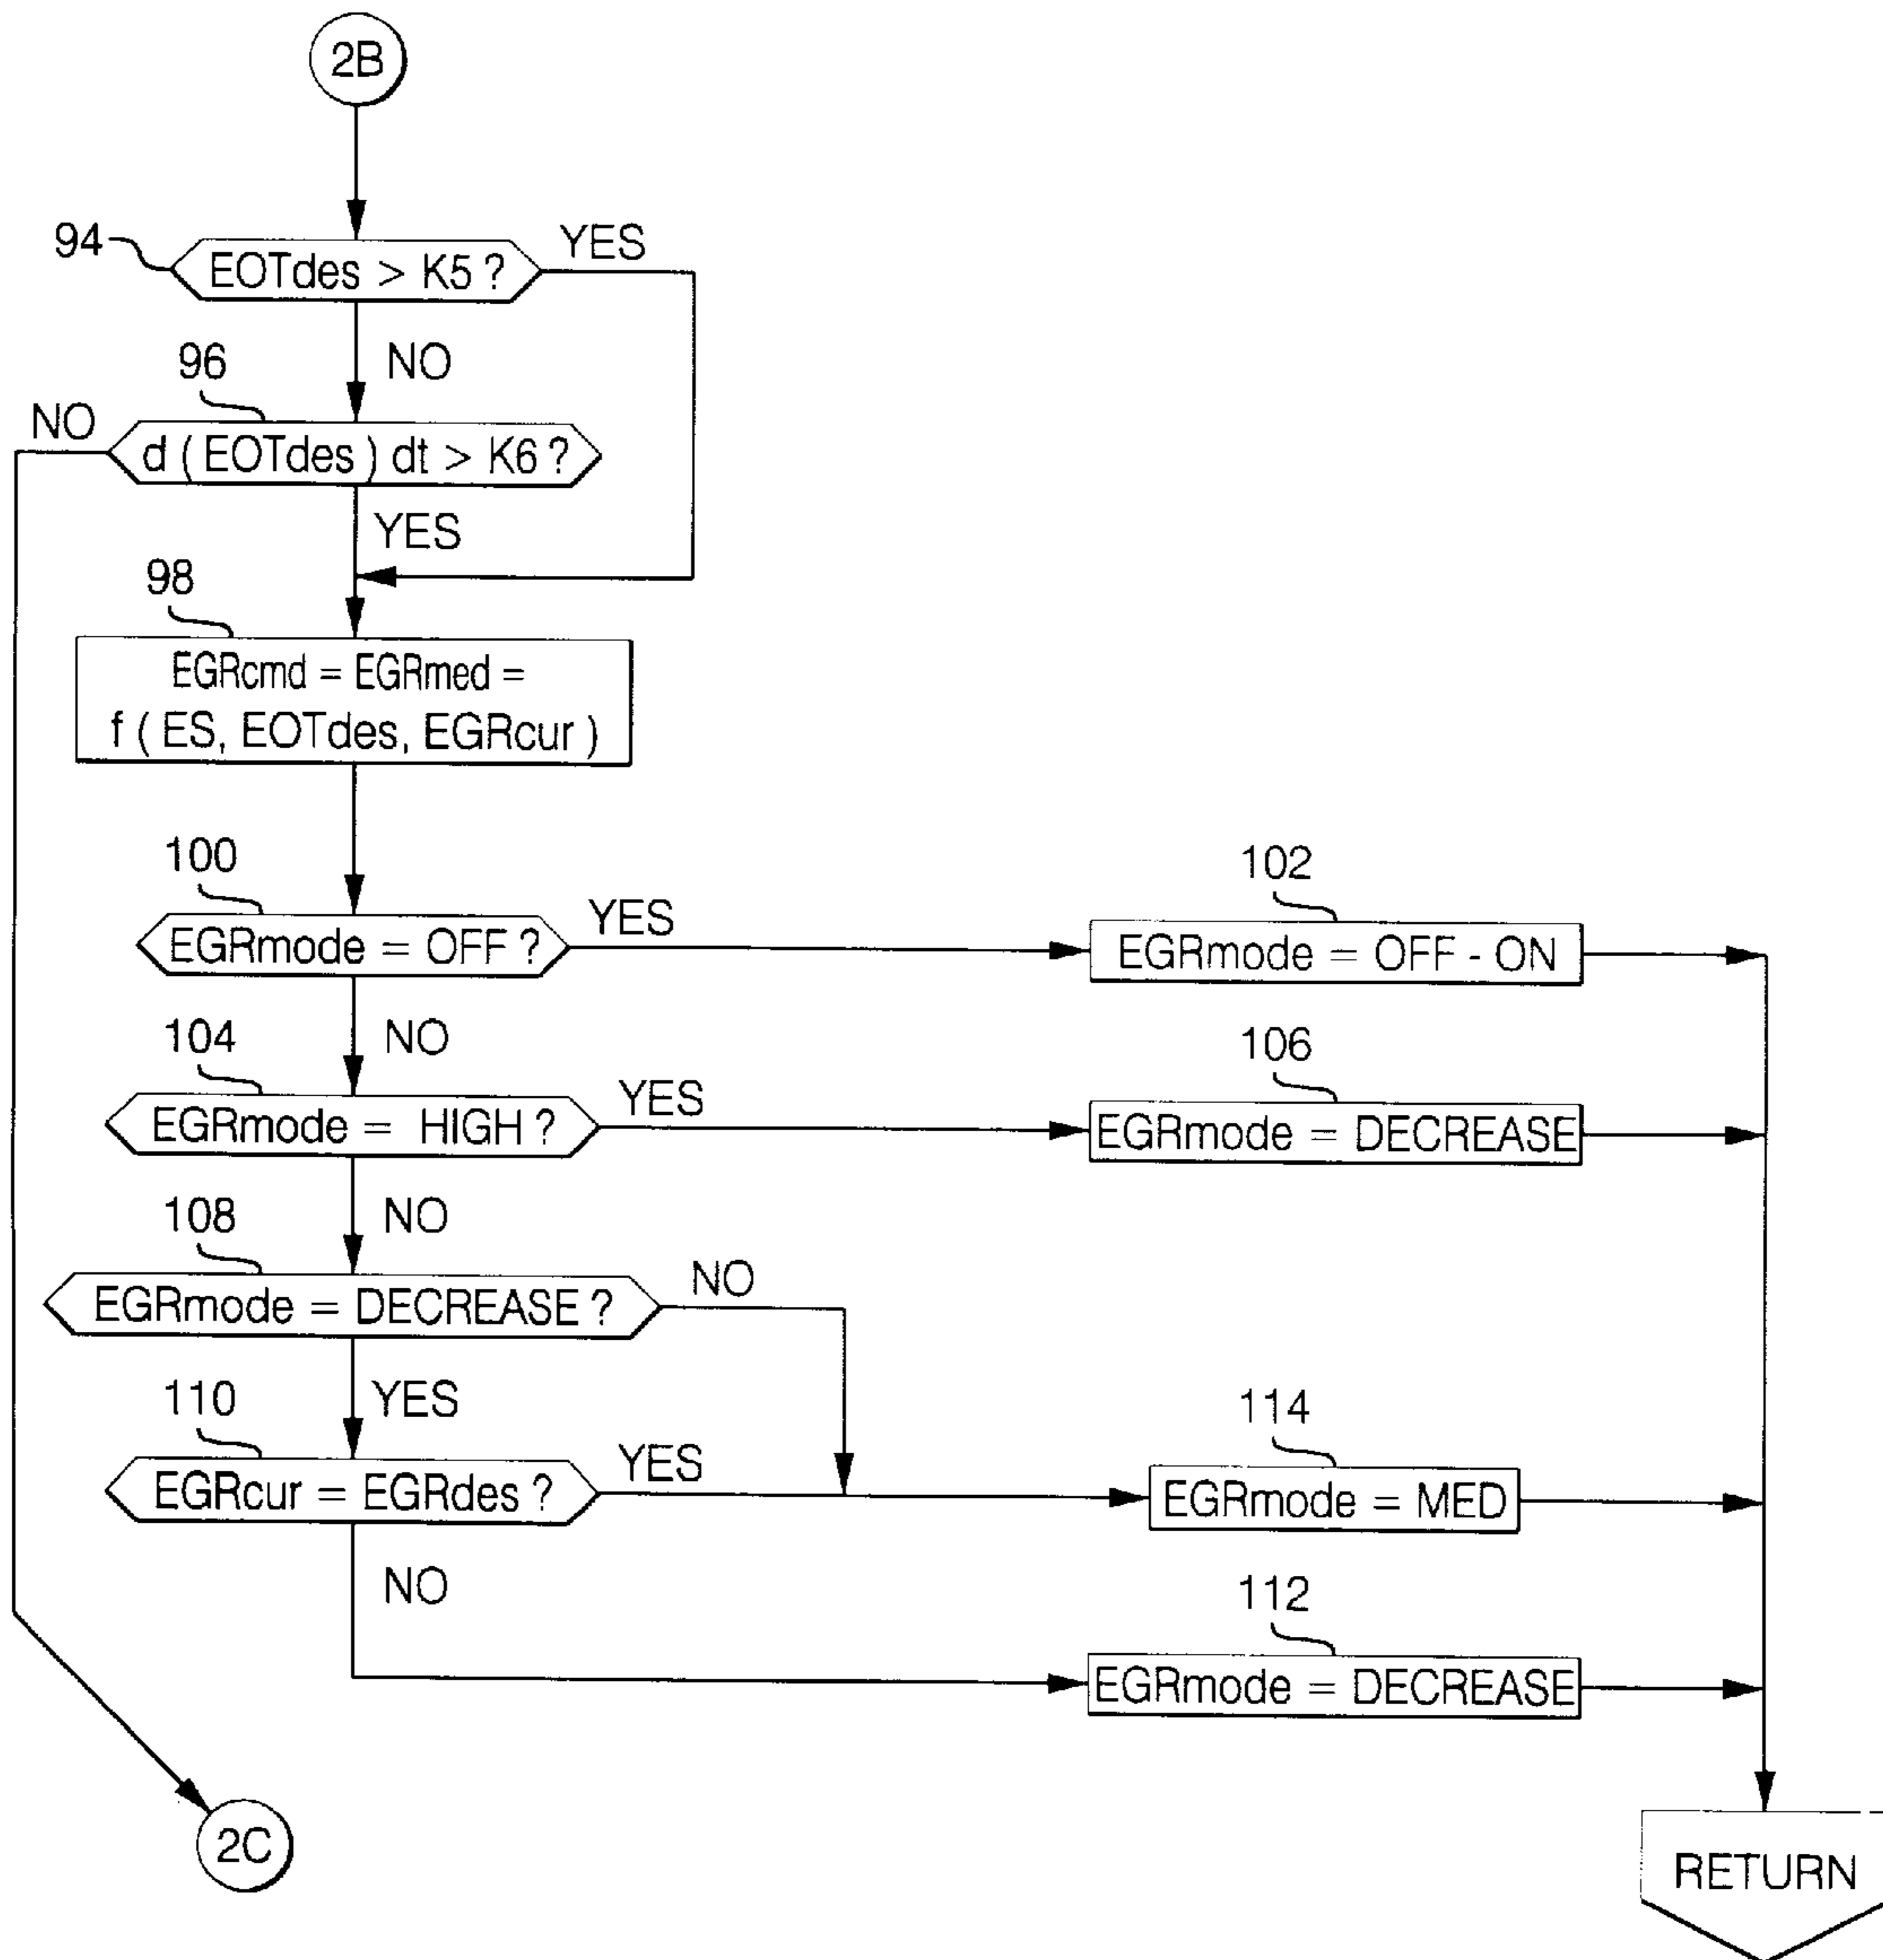 2B
94
EOTdes > K5 ?
YES
NO
96
NO
d ( EOTdes ) dt > K6 ?
YES
98
EGRcmd = EGRmed =
f ( ES, EOTdes, EGRcur )
100
EGRmode = OFF ?
YES
102
EGRmode = OFF - ON
NO
104
EGRmode = HIGH ?
YES
106
EGRmode = DECREASE
NO
108
EGRmode = DECREASE ?
NO
YES
110
EGRcur = EGRdes ?
YES
114
EGRmode = MED
NO
112
EGRmode = DECREASE
2C
RETURN